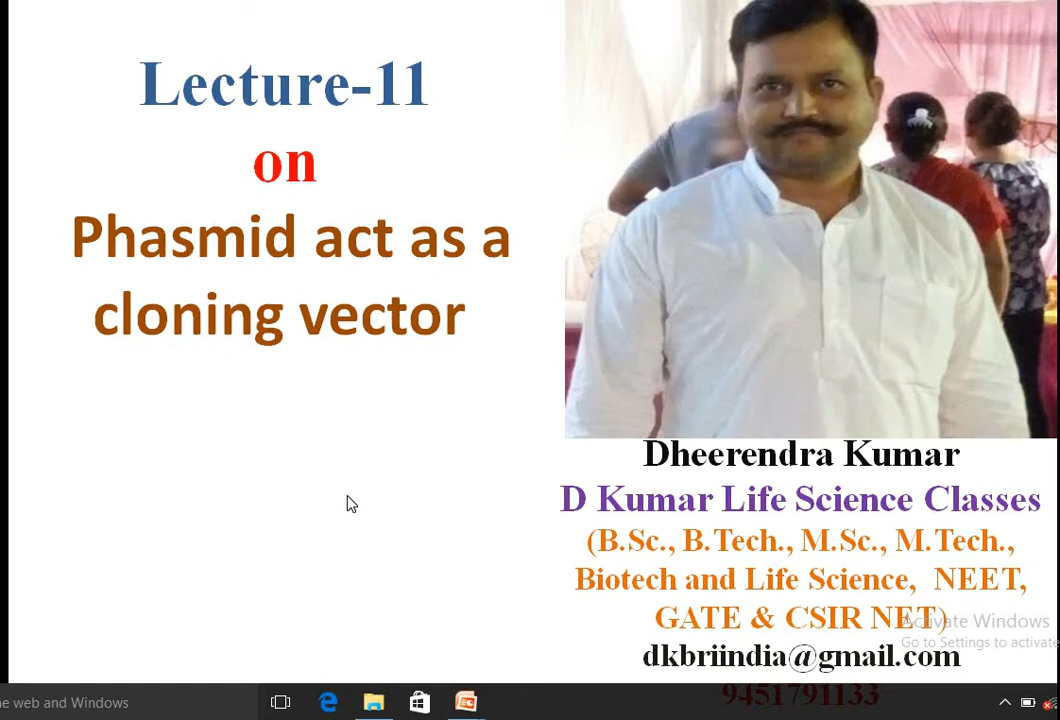 Lecture-11
on
Phasmid act as a
cloning vector
Dheerendra Kumar
D Kumar Life Science Classes
(B.Sc., B.Tech., M.Sc., M.Tech.,
Biotech and Life Science, NEET,
GATE & CSIR NET)
Activate Windows
Go to Settings to activate
dkbriindia@gmail.com
9451791133
he web and Windows